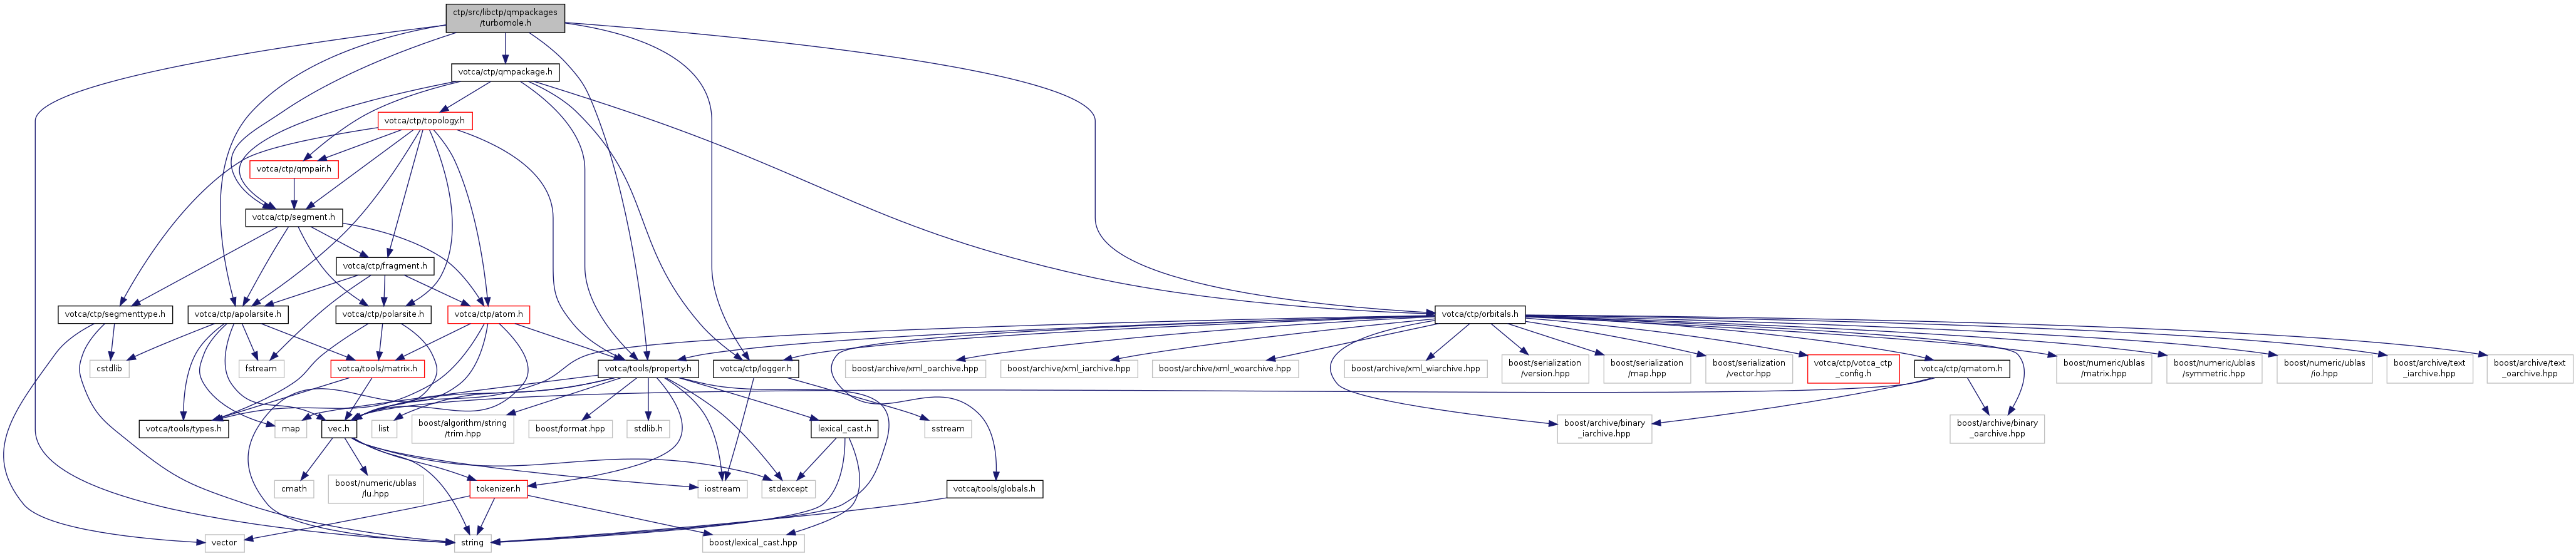 ctp/src/libctp/qmpackages
/turbomole.h
votca/ctp/qmpackage.h
votca/ctp/topology.h
votca/ctp/qmpair.h
votca/ctp/segment.h
votca/ctp/fragment.h
votca/ctp/segmenttype.h
votca/ctp/apolarsite.h
votca/ctp/polarsite.h
votca/ctp/atom.h
votca/ctp/orbitals.h
cstdlib
fstream
votca/tools/matrix.h
votca/tools/property.h
votca/ctp/logger.h
boost/archive/xml_oarchive.hpp
boost/archive/xml_iarchive.hpp
boost/archive/xml_woarchive.hpp
boost/archive/xml_wiarchive.hpp
boost/serialization
/version.hpp
boost/serialization
/map.hpp
boost/serialization
/vector.hpp
votca/ctp/votca_ctp
_config.h
votca/ctp/qmatom.h
boost/numeric/ublas
/matrix.hpp
boost/numeric/ublas
/symmetric.hpp
boost/numeric/ublas
/io.hpp
boost/archive/text
_iarchive.hpp
boost/archive/text
_oarchive.hpp
votca/tools/types.h
map
vec.h
list
boost/algorithm/string
/trim.hpp
boost/format.hpp
stdlib.h
lexical_cast.h
sstream
boost/archive/binary
_iarchive.hpp
boost/archive/binary
_oarchive.hpp
cmath
boost/numeric/ublas
/lu.hpp
tokenizer.h
iostream
stdexcept
votca/tools/globals.h
vector
string
boost/lexical_cast.hpp